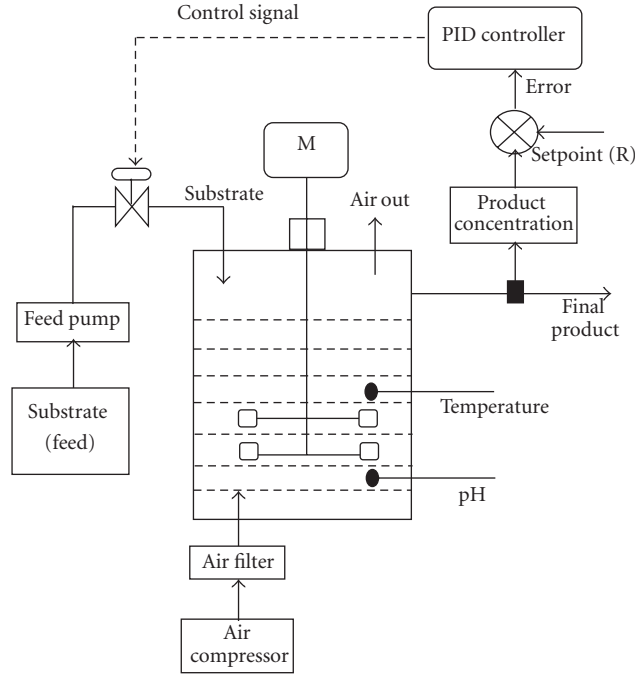 Control signal
PID controller
Error
M
Setpoint (R)
Substrate
Air out
Product
concentration
Feed pump
Final
product
Substrate
(feed)
Temperature
pH
Air filter
Air
compressor